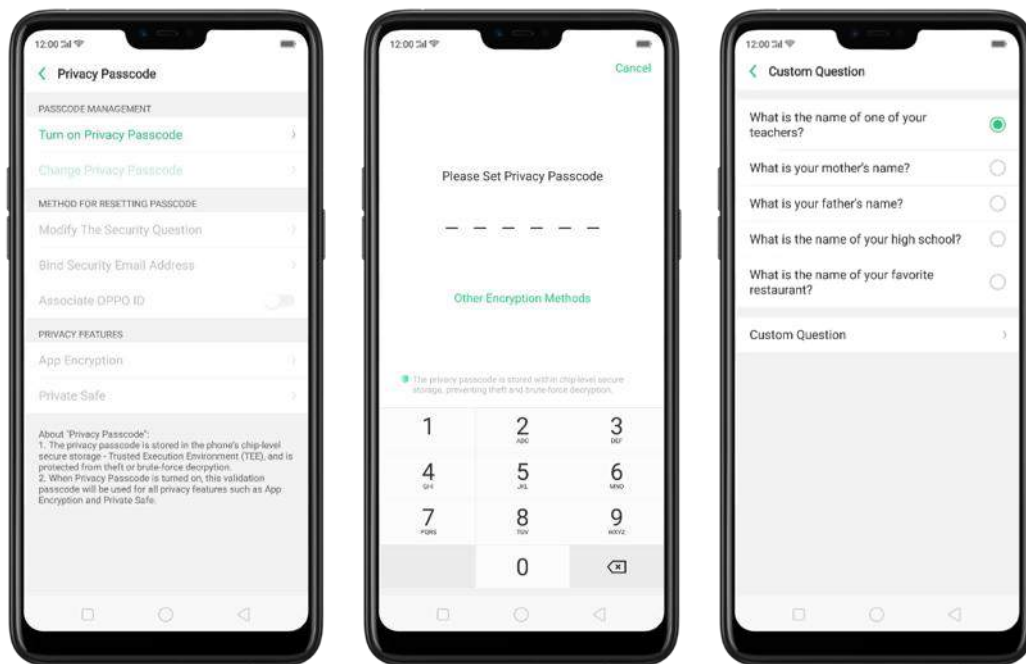 12:00
Privacy Passcode
PASSCODE MANAGEMENT
Turn on Privacy Passcode
Change Privacy Passcode
METHOD FOR RESETTING PASSCODE
Modify The Security Question
Bind Security Email Address
Associate OPPO ID
PRIVACY FEATURES
App Encryption
Private Safe
About "Privacy Passcode":
1. The privacy passcode is stored in the phone's chip-level
secure storage - Trusted Execution Environment (TEE), and is
protected from theft or brute-force decrpytion.
2. When Privacy Passcode is turned on, this validation
passcode will be used for all privacy features such as App
Encryption and Private Safe.
12:00
Cancel
Please Set Privacy Passcode
Other Encryption Methods
The privacy passcode is stored within chip-level secure
storage, preventing theft and brute-force decryption.
1 2 3
ABC DEF
4 5 6
GHI JKL MNO
7 8 9
PQRS TUV WXYZ
0
12:00
Custom Question
What is the name of one of your
teachers?
What is your mother's name?
What is your father's name?
What is the name of your high school?
What is the name of your favorite
restaurant?
Custom Question